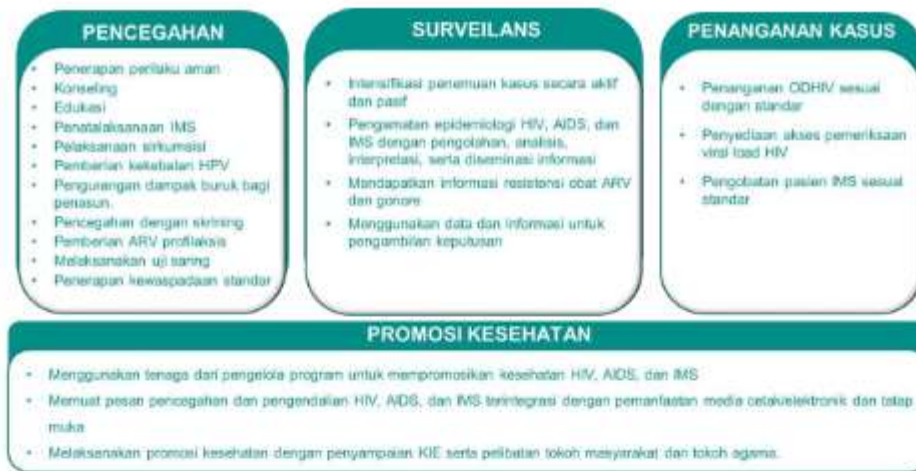 PENCEGAHAN
• Penerapan perilaku aman
• Konseling
• Edukasi
• Penatalaksanaan IMS
• Pelaksanaan sirkumsisi
• Pemberian kekebalan HPV
• Pengurangan dampak buruk bagi
penasun.
• Pencegahan dengan skrining
• Pemberian ARV profilaksis
• Melaksanakan uji saring
• Penerapan kewaspadaan standar
SURVEILANS
• Intensifikasi penemuan kasus secara aktif
dan pasif
• Pengamatan epidemiologi HIV, AIDS, dan
IMS dengan pengolahan, analisis,
interpretasi, serta diseminasi informasi
• Mendapatkan informasi resistensi obat ARV
dan gonore
• Menggunakan data dan informasi untuk
pengambilan keputusan
PENANGANAN KASUS
• Penanganan ODHIV sesuai
dengan standar
• Penyediaan akses pemeriksaan
viral load HIV
• Pengobatan pasien IMS sesuai
standar
PROMOSI KESEHATAN
• Menggunakan tenaga dari pengelola program untuk mempromosikan kesehatan HIV, AIDS, dan IMS
• Memuat pesan pencegahan dan pengendalian HIV, AIDS, dan IMS terintegrasi dengan pemanfaatan media cetak/elektronik dan tatap
muka
• Melaksanakan promosi kesehatan dengan penyampaian KIE serta pelibatan tokoh masyarakat dan tokoh agama.